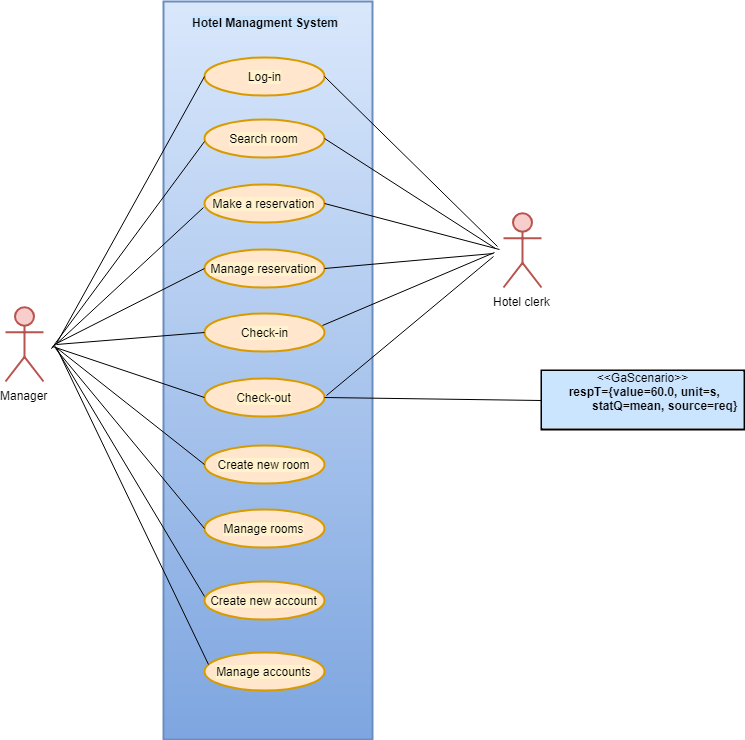 Hotel Managment System
Log-in
Search room
Make a reservation
Manage reservation
Hotel clerk
Check-in
Manager
Check-out
<<GaScenario>>
respT={value=60.0, unit=s,
statQ=mean, source=req}
Create new room
Manage rooms
Create new account
Manage accounts